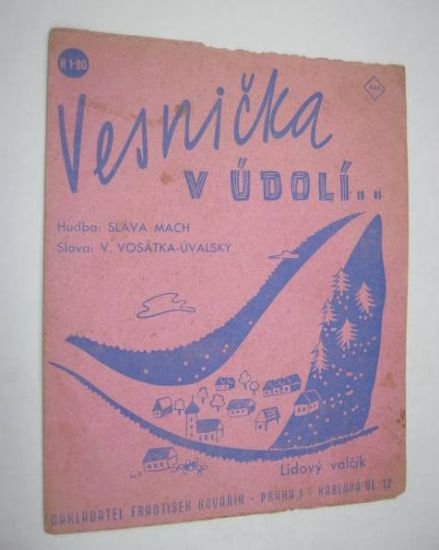 H 1·80
Vesnička
V ÚDOLÍ..
Hudba: SLÁVA MACH
Slova: V. VOSÁTKA-ÚVALSKÝ
Lidový valčík
NAKLADATEL FRANTIŠEK KOVAŘÍK - PRAHA I - KARLOVA UL. 12